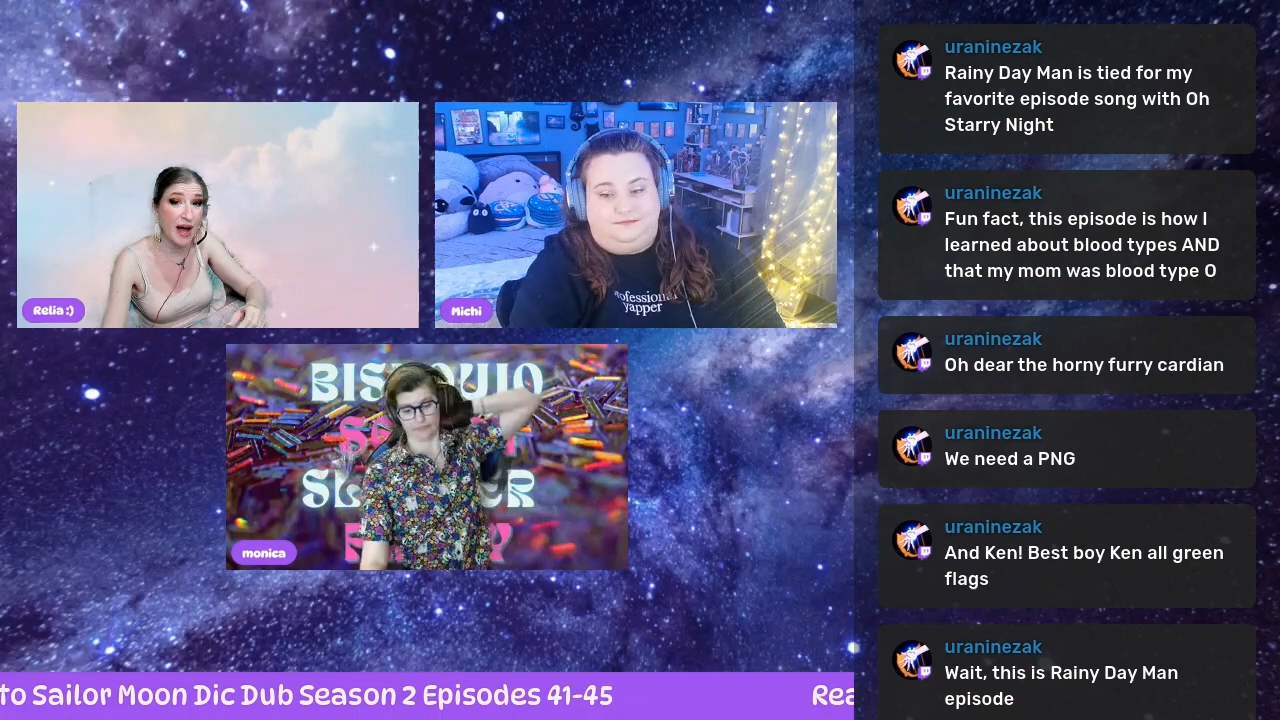 Relia :)
Michi
Professional
yapper
monica
to Sailor Moon Dic Dub Season 2 Episodes 41-45
uraninezak
Rainy Day Man is tied for my
favorite episode song with Oh
Starry Night
uraninezak
Fun fact, this episode is how I
learned about blood types AND
that my mom was blood type O
uraninezak
Oh dear the horny furry cardian
uraninezak
We need a PNG
uraninezak
And Ken! Best boy Ken all green
flags
uraninezak
Wait, this is Rainy Day Man
episode